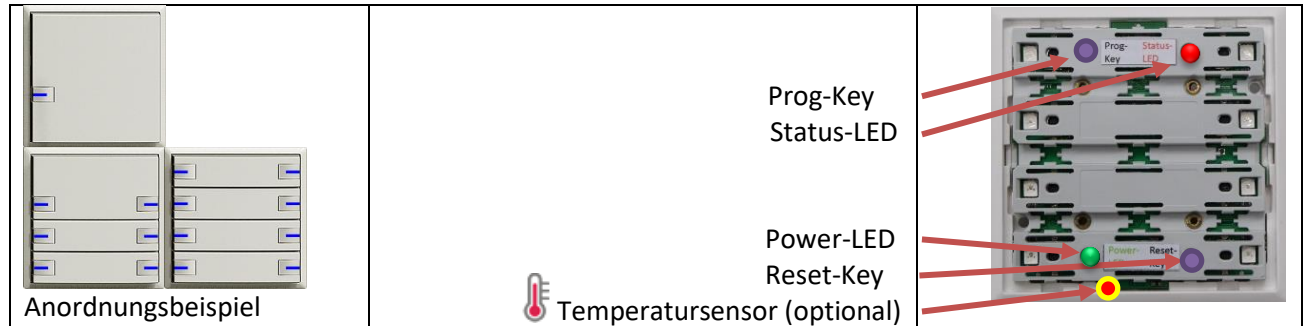 Anordnungsbeispiel
Prog-Key
Status-LED
Power-LED
Reset-Key
Temperatursensor (optional)
Prog- Status-
Key LED
Power- Reset-